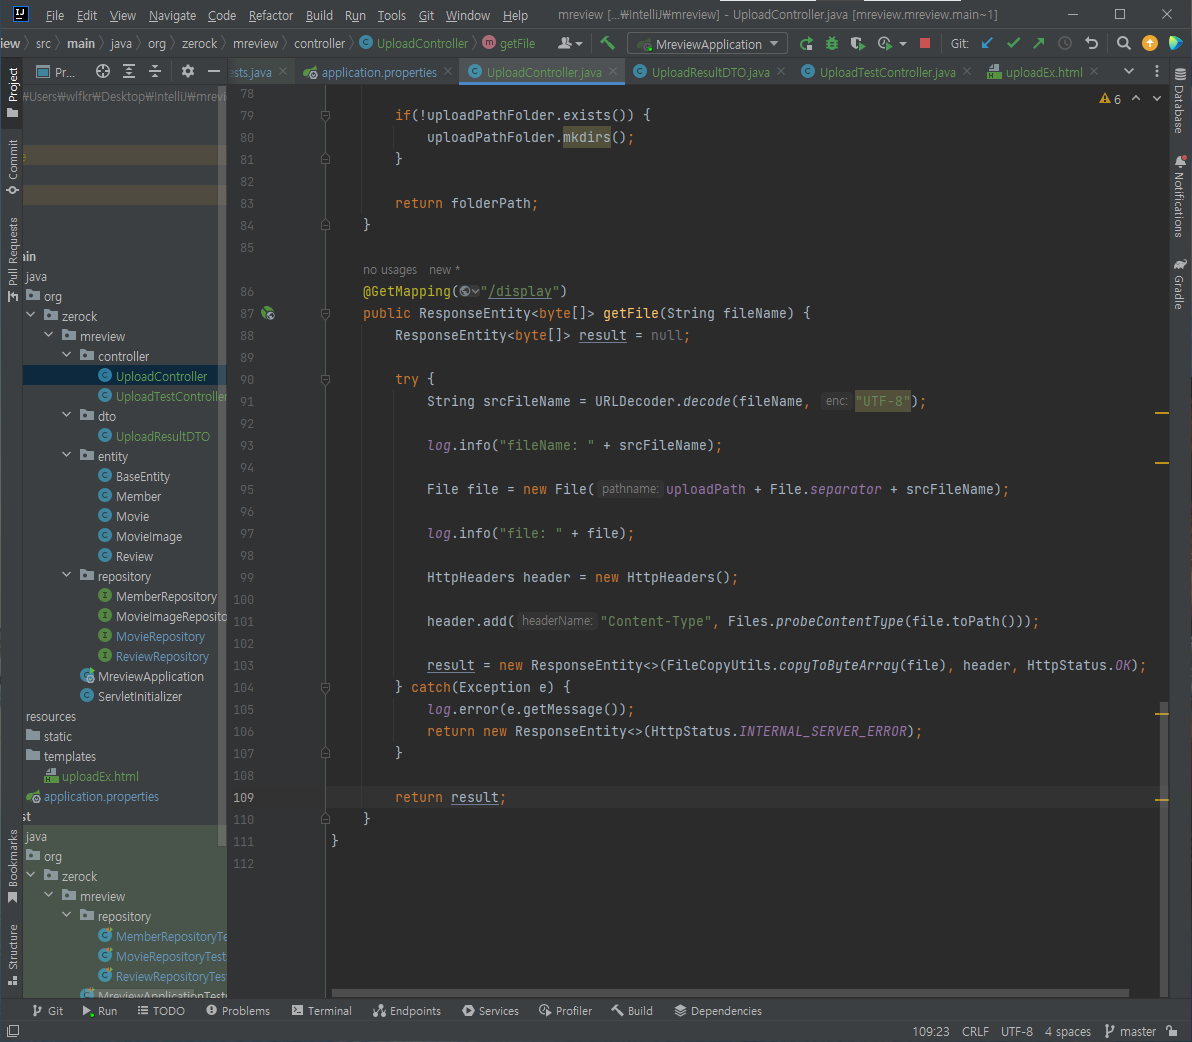 File Edit View Navigate Code Refactor Build Run Tools Git Window Help mreview [...₩IntelliJ₩mreview] - UploadController.java [mreview.mreview.main~1]
iew src main java org zerock mreview controller UploadController getFile MreviewApplication Git:
Project Pr... ests.java application.properties UploadController.java UploadResultDTO.java UploadTestController.java uploadEx.html
₩Users₩wlfkr₩Desktop₩IntelliJ₩mrevi
ain
java
org
zerock
mreview
controller
UploadController
UploadTestController
dto
UploadResultDTO
entity
BaseEntity
Member
Movie
MovieImage
Review
repository
MemberRepository
MovieImageReposito
MovieRepository
ReviewRepository
MreviewApplication
ServletInitializer
resources
static
templates
uploadEx.html
application.properties
st
java
org
zerock
mreview
repository
MemberRepositoryTe
MovieRepositoryTest
ReviewRepositoryTes
MreviewApplicationTests
Commit
Pull Requests
Bookmarks
Structure
78
79 if(!uploadPathFolder.exists()) {
80 uploadPathFolder.mkdirs();
81 }
82
83 return folderPath;
84 }
85
no usages new *
86 @GetMapping("/display")
87 public ResponseEntity<byte[]> getFile(String fileName) {
88 ResponseEntity<byte[]> result = null;
89
90 try {
91 String srcFileName = URLDecoder.decode(fileName, enc: "UTF-8");
92
93 log.info("fileName: " + srcFileName);
94
95 File file = new File( pathname: uploadPath + File.separator + srcFileName);
96
97 log.info("file: " + file);
98
99 HttpHeaders header = new HttpHeaders();
100
101 header.add( headerName: "Content-Type", Files.probeContentType(file.toPath()));
102
103 result = new ResponseEntity<>(FileCopyUtils.copyToByteArray(file), header, HttpStatus.OK);
104 } catch(Exception e) {
105 log.error(e.getMessage());
106 return new ResponseEntity<>(HttpStatus.INTERNAL_SERVER_ERROR);
107 }
108
109 return result;
110 }
111 }
112
6
Database
Notifications
Gradle
Git Run TODO Problems Terminal Endpoints Services Profiler Build Dependencies
109:23 CRLF UTF-8 4 spaces master